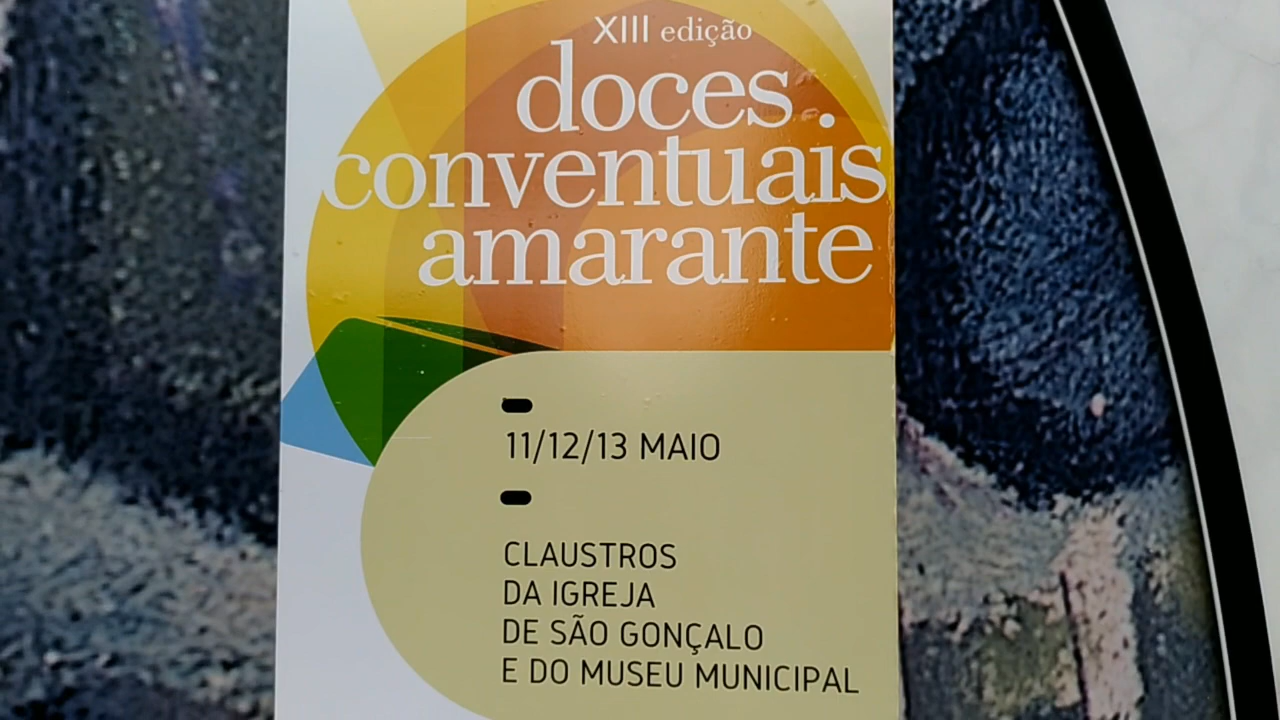 XIII edição
doces.
conventuais
amarante
11/12/13 MAIO
CLAUSTROS
DA IGREJA
DE SÃO GONÇALO
E DO MUSEU MUNICIPAL